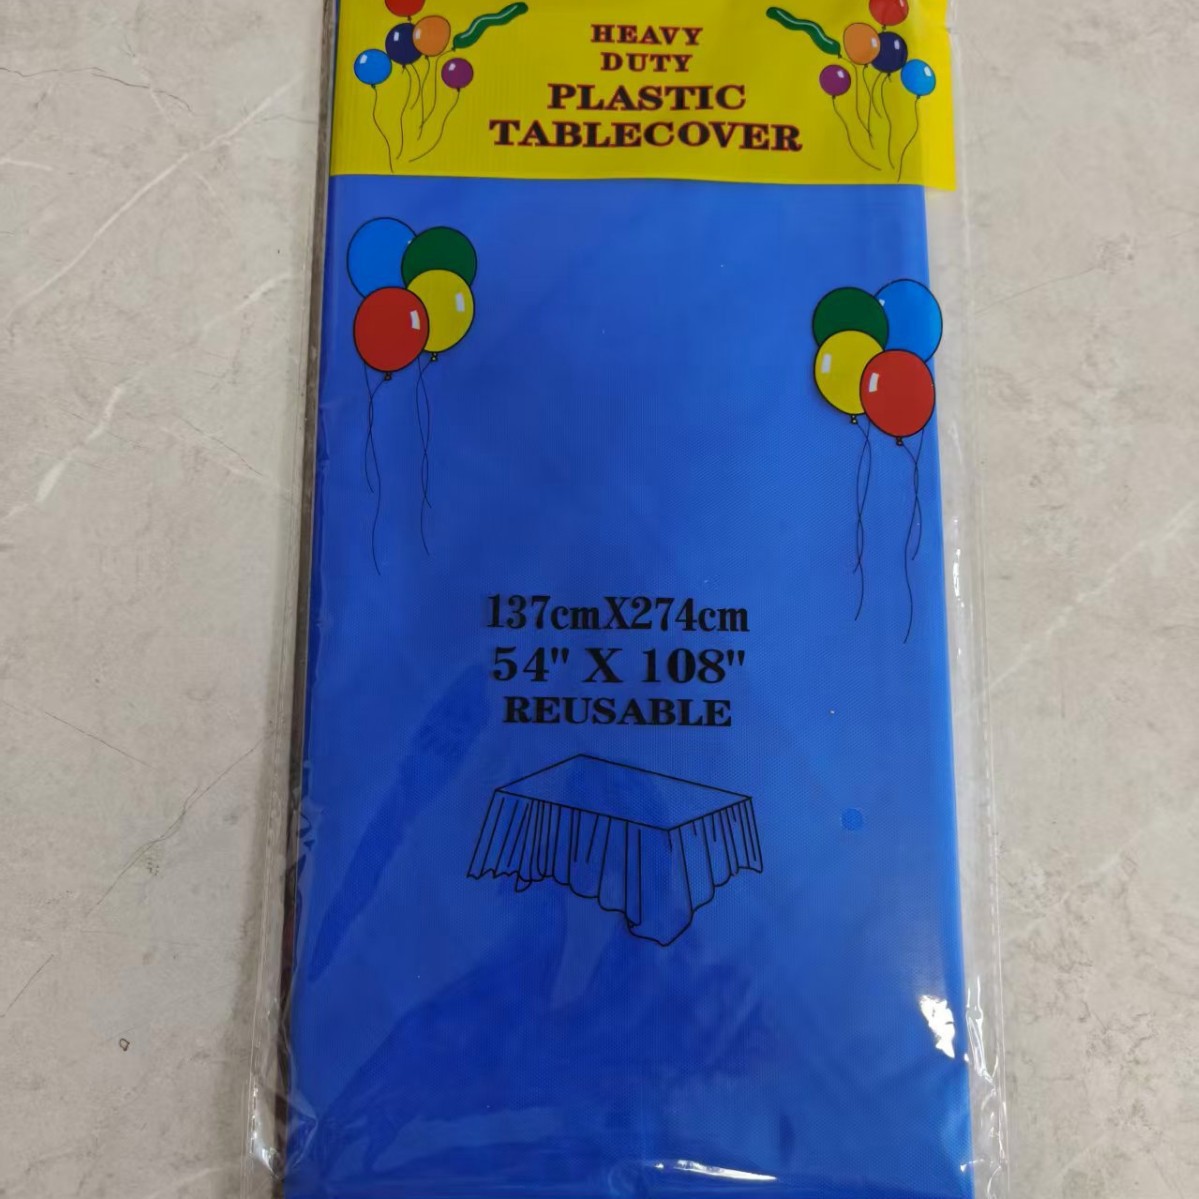 HEAVY
DUTY
PLASTIC
TABLECOVER
137cmX274cm
54" X 108"
REUSABLE